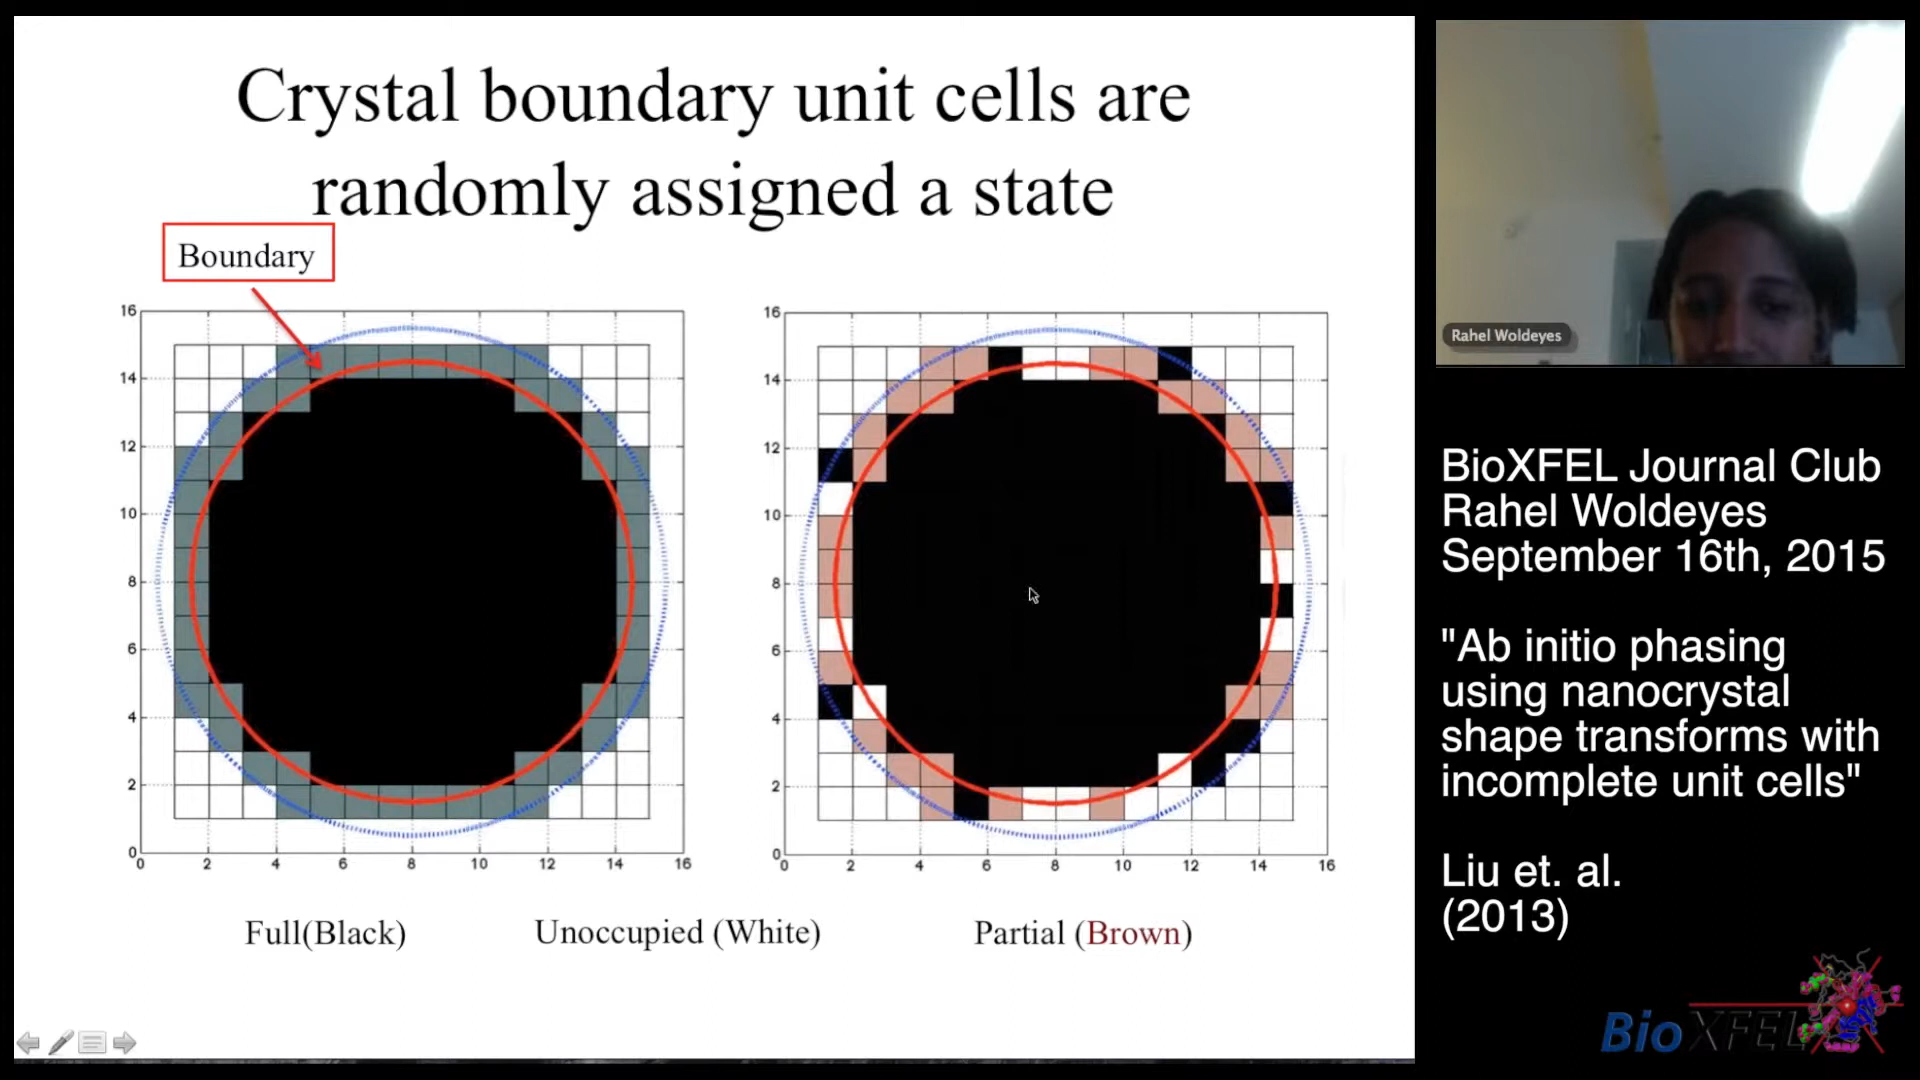 Crystal boundary unit cells are
randomly assigned a state
Boundary
16
14
12
10
8
6
4
2
0
0 2 4 6 8 10 12 14 16
16
14
12
10
8
6
4
2
0
0 2 4 6 8 10 12 14 16
Full(Black) Unoccupied (White) Partial (Brown)
Rahel Woldeyes
BioXFEL Journal Club
Rahel Woldeyes
September 16th, 2015
"Ab initio phasing
using nanocrystal
shape transforms with
incomplete unit cells"
Liu et. al.
(2013)
BioXFEL